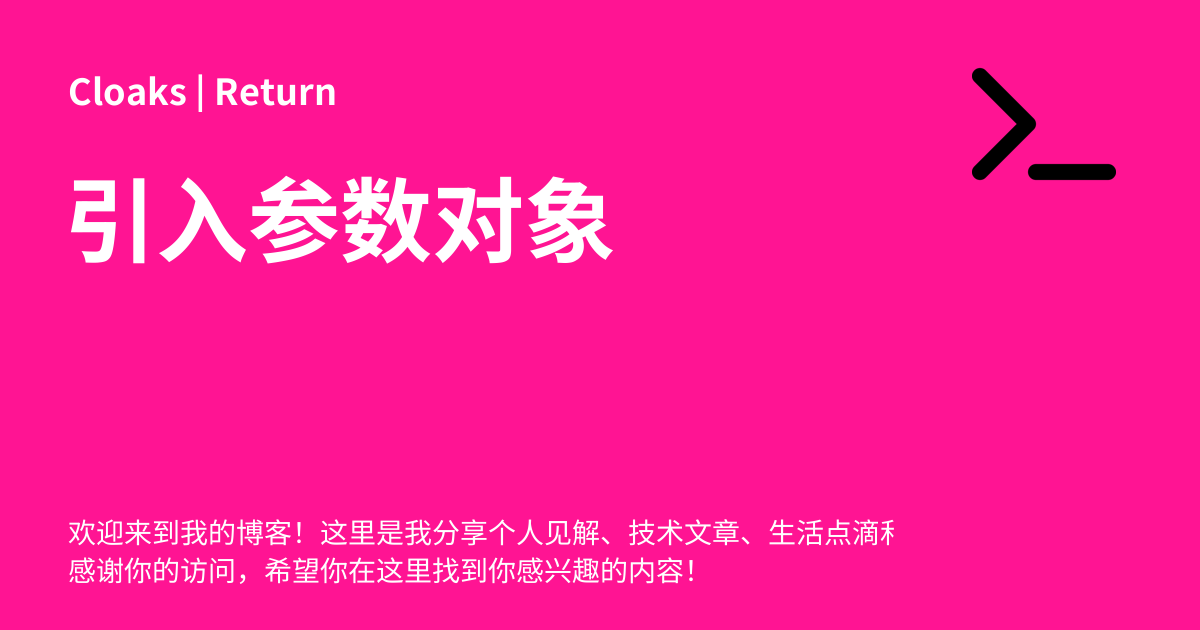 Cloaks | Return
引入参数对象
欢迎来到我的博客！这里是我分享个人见解、技术文章、生活点滴
感谢你的访问，希望你在这里找到你感兴趣的内容！